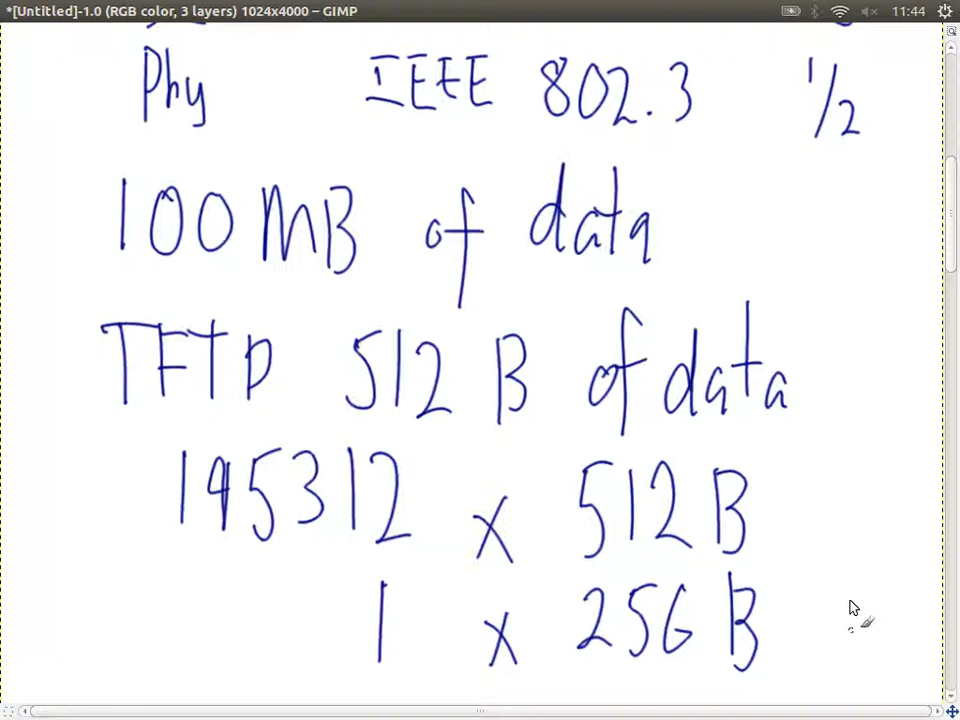 *[Untitled]-1.0 (RGB color, 3 layers) 1024x4000 – GIMP 11:44
Phy IEEE 802.3 1/2
100 MB of data
TFTP 512 B of data
195312 x 512 B
1 x 256 B